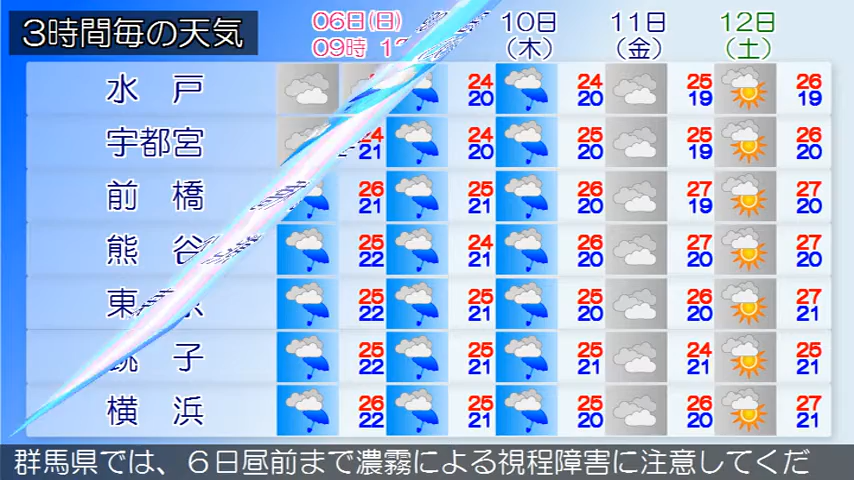 3時間毎の天気
06日(日) 10日 11日 12日
09時 12 (木) (金) (土)
水戸 24 24 25 26
20 20 19 19
宇都宮 24 24 25 25 26
21 20 20 19 20
前橋 26 25 26 27 27
21 21 20 19 20
熊谷 25 24 26 27 27
22 21 20 20 20
東京 25 25 25 26 27
22 21 20 20 21
銚子 25 25 25 24 25
22 21 21 21 21
横浜 26 25 25 26 27
22 21 20 20 21
群馬県では、6日昼前まで濃霧による視程障害に注意してくだ